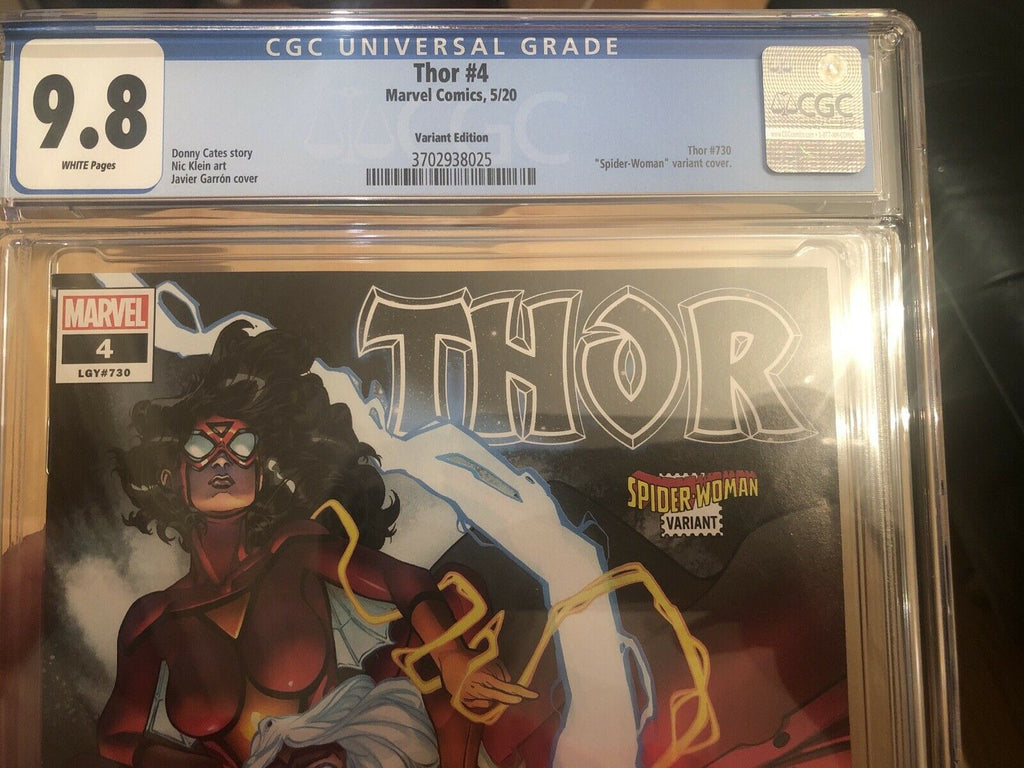 CGC UNIVERSAL GRADE
9.8
WHITE Pages
Thor #4
Marvel Comics, 5/20
Variant Edition
3702938025
Donny Cates story
Nic Klein art
Javier Garrón cover
Thor #730
"Spider-Woman" variant cover.
CGC
CGC
MARVEL
4
LGY#730
THOR
SPIDER-WOMAN
VARIANT